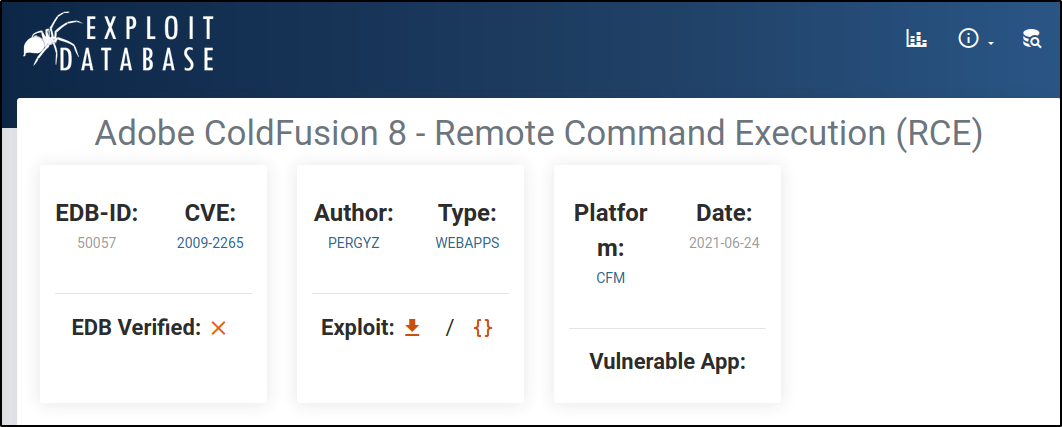 EXPLOIT
DATABASE
Adobe ColdFusion 8 - Remote Command Execution (RCE)
EDB-ID:
50057
CVE:
2009-2265
EDB Verified:
Author:
PERGYZ
Type:
WEBAPPS
Exploit: / {}
Platfor
m:
CFM
Date:
2021-06-24
Vulnerable App: